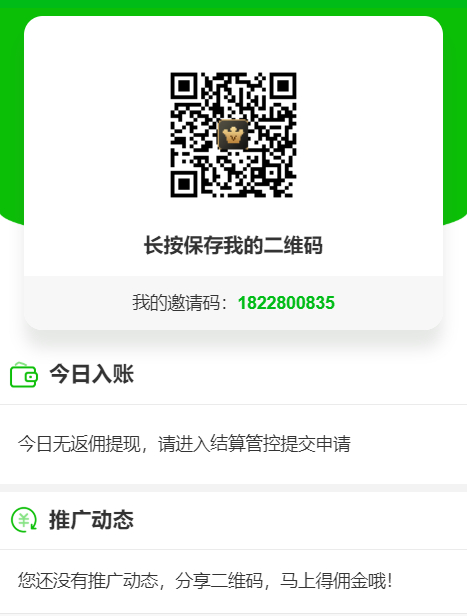 长按保存我的二维码
我的邀请码：1822800835
今日入账
今日无返佣提现，请进入结算管控提交申请
推广动态
您还没有推广动态，分享二维码，马上得佣金哦！